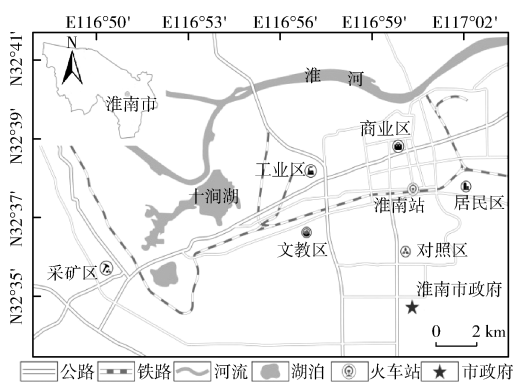 E116°50′ E116°53′ E116°56′ E116°59′ E117°02′
N32°41′
N32°39′
N32°37′
N32°35′
N
淮南市
淮 河
商业区
工业区
十涧湖
淮南站
居民区
文教区
对照区
采矿区
淮南市政府
0 2 km
公路 铁路 河流 湖泊 火车站 市政府